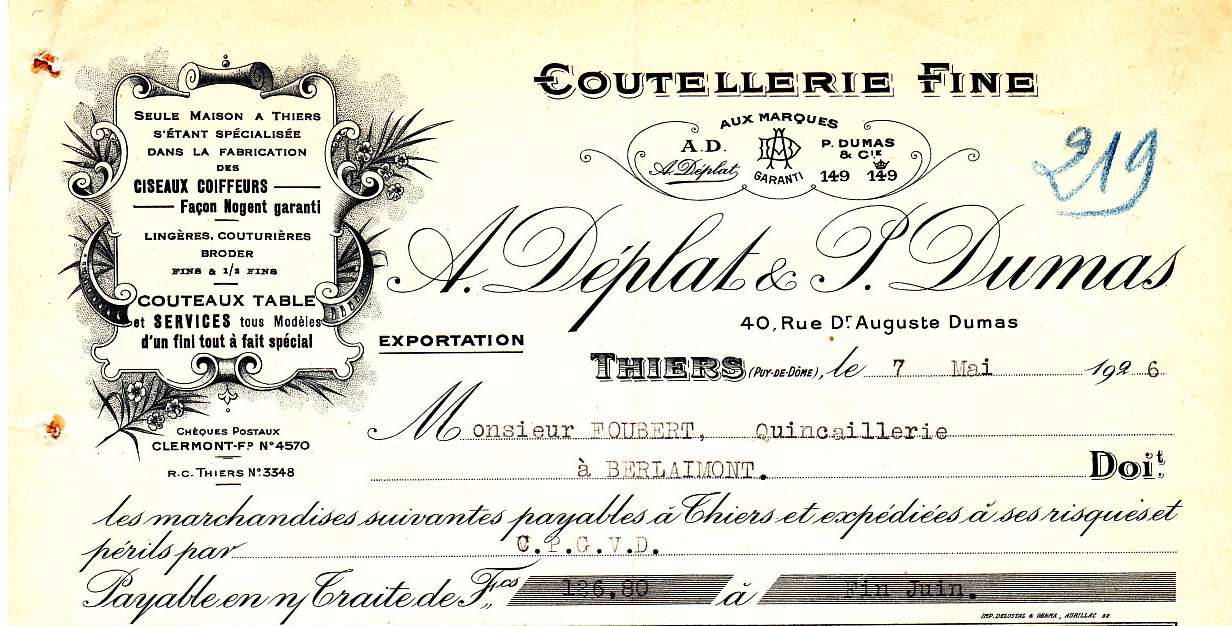 SEULE MAISON A THIERS
S'ÉTANT SPÉCIALISÉE
DANS LA FABRICATION
DES
CISEAUX COIFFEURS
Façon Nogent garanti
LINGÈRES, COUTURIÈRES
BRODER
FINS & 1/2 FINS
COUTEAUX TABLE
et SERVICES tous Modèles
d'un fini tout à fait spécial
CHÈQUES POSTAUX
CLERMONT-Fᴰ N°4570
R.C. THIERS N°3348
COUTELLERIE FINE
AUX MARQUES
A.D.
A. Déplat
GARANTI
P. DUMAS
& Cie
149 149
219
A. Déplat & P. Dumas
40, Rue Dr Auguste Dumas
EXPORTATION
THIERS (PUY-DE-DÔME), le 7 Mai 1926
Monsieur FOUBERT, Quincaillerie
à BERLAIMONT. Doit
les marchandises suivantes payables à Thiers et expédiées à ses risques et
périls par C.P.G.V.D.
Payable en n/ Traite de Fcs 126,80 à Fin Juin.